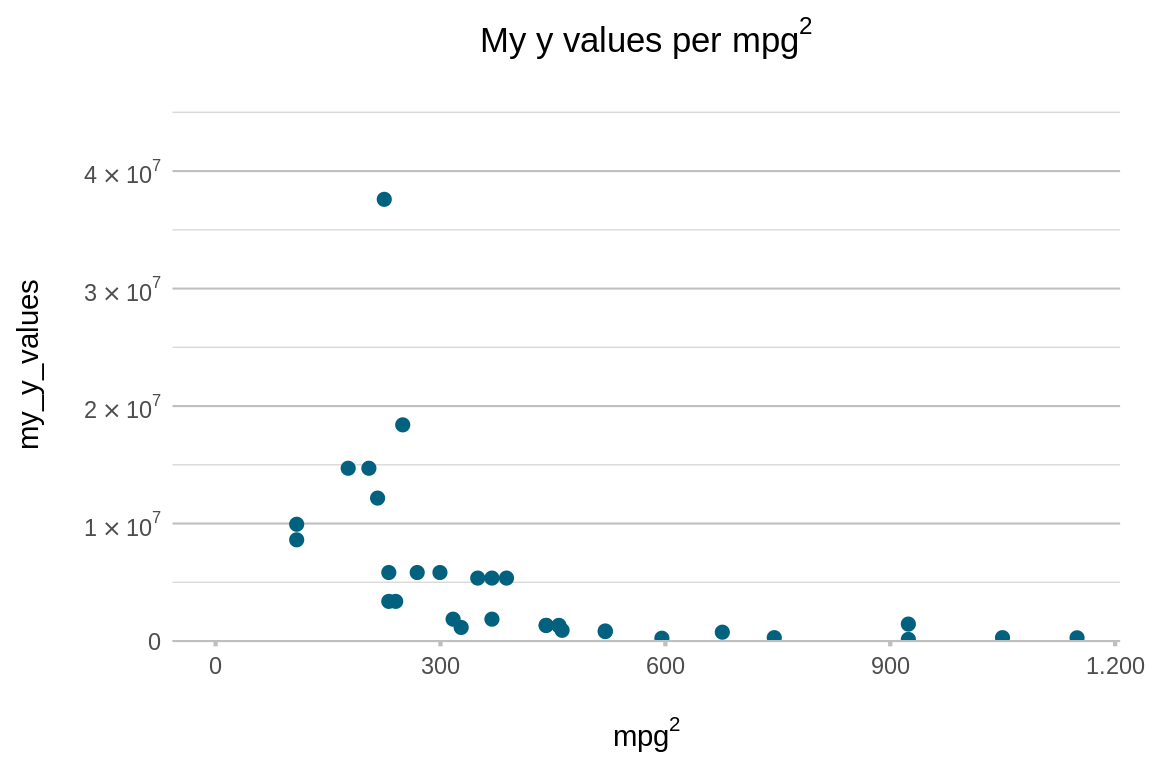 My y values per mpg²
my_y_values
4 × 10⁷
3 × 10⁷
2 × 10⁷
1 × 10⁷
0
0 300 600 900 1.200
mpg²